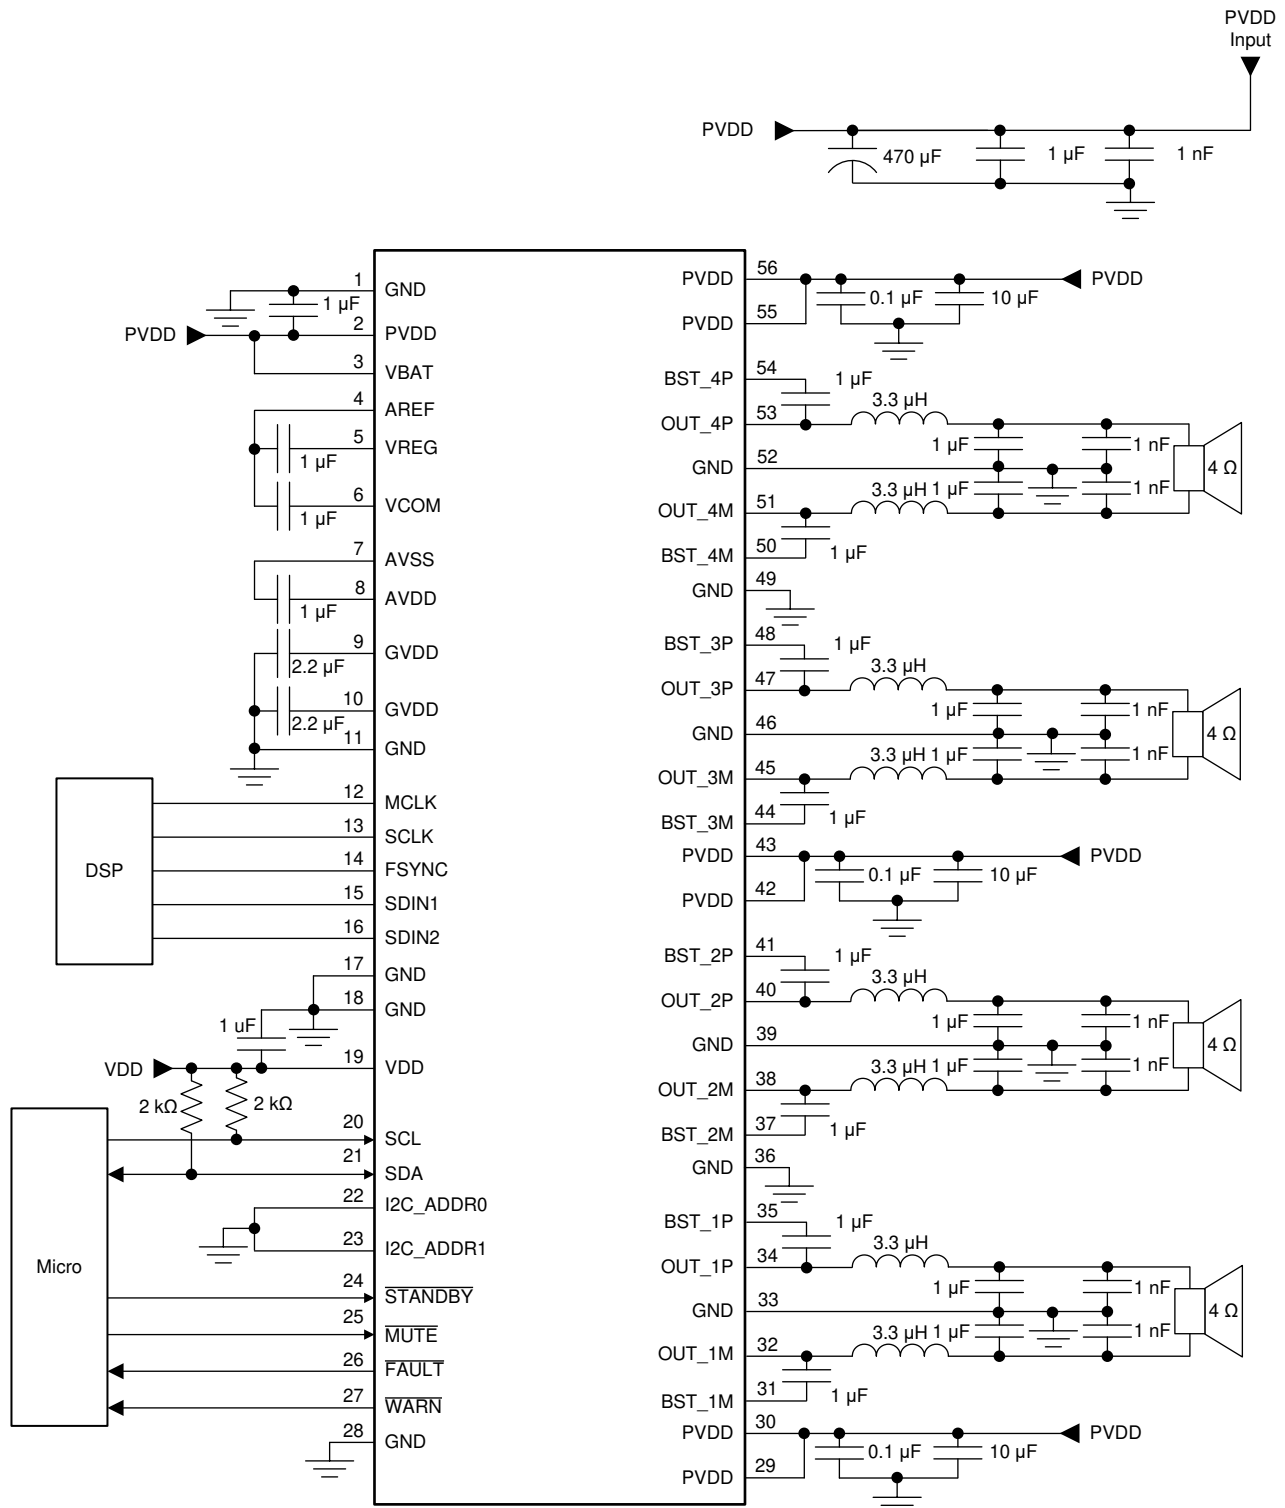 PVDD
Input
PVDD
470 µF
1 µF
1 nF
1
GND
1 µF
PVDD
2
PVDD
3
VBAT
4
AREF
5
VREG
1 µF
6
VCOM
1 µF
7
AVSS
8
AVDD
1 µF
9
GVDD
2.2 µF
10
GVDD
2.2 µF
11
GND
DSP
12
MCLK
13
SCLK
14
FSYNC
15
SDIN1
16
SDIN2
17
GND
18
GND
1 uF
VDD
19
VDD
2 kΩ
2 kΩ
20
SCL
21
SDA
22
I2C_ADDR0
23
I2C_ADDR1
Micro
24
STANDBY
25
MUTE
26
FAULT
27
WARN
28
GND
PVDD
56
PVDD
0.1 µF
10 µF
PVDD
55
BST_4P
54
1 µF
3.3 µH
OUT_4P
53
1 µF
1 nF
GND
52
4 Ω
3.3 µH
1 µF
1 nF
OUT_4M
51
BST_4M
50
1 µF
GND
49
BST_3P
48
1 µF
3.3 µH
OUT_3P
47
1 µF
1 nF
GND
46
4 Ω
3.3 µH
1 µF
1 nF
OUT_3M
45
BST_3M
44
1 µF
PVDD
43
PVDD
0.1 µF
10 µF
PVDD
42
BST_2P
41
1 µF
3.3 µH
OUT_2P
40
1 µF
1 nF
GND
39
4 Ω
3.3 µH
1 µF
1 nF
OUT_2M
38
BST_2M
37
1 µF
GND
36
BST_1P
35
1 µF
3.3 µH
OUT_1P
34
1 µF
1 nF
GND
33
4 Ω
3.3 µH
1 µF
1 nF
OUT_1M
32
BST_1M
31
1 µF
PVDD
30
PVDD
0.1 µF
10 µF
PVDD
29